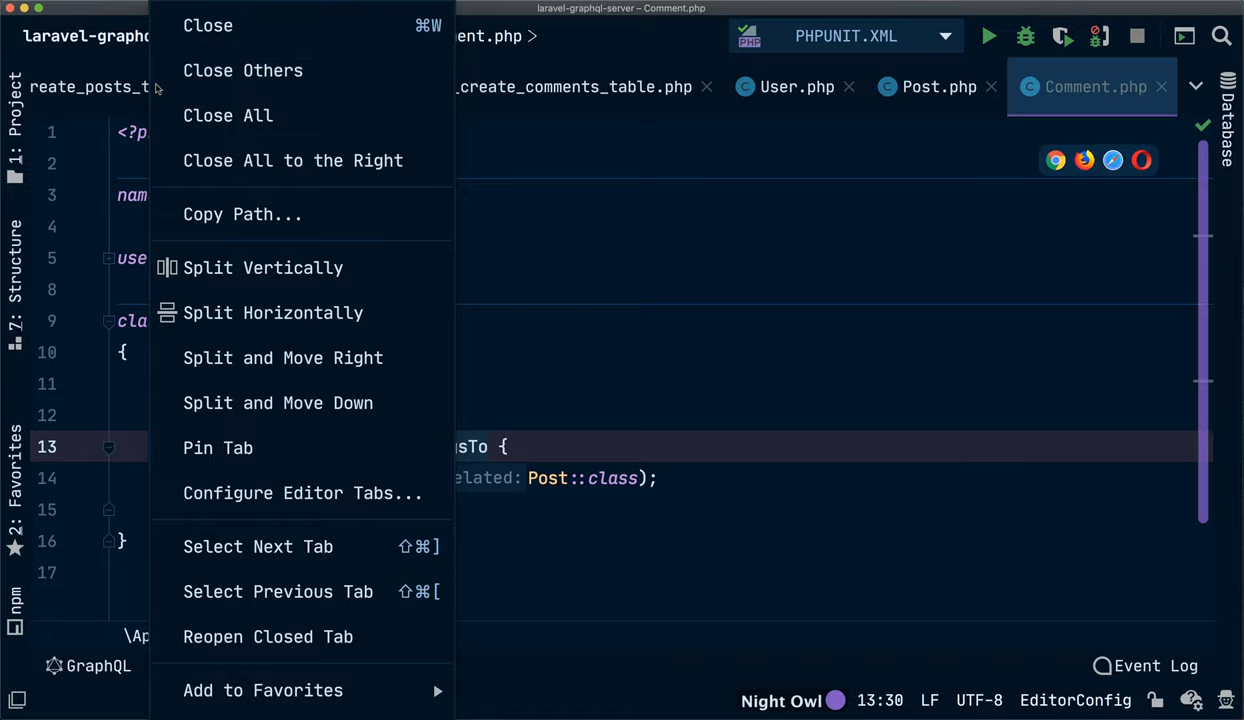 laravel-graphql-server – Comment.php
laravel-graphq
ent.php >
PHPUNIT.XML
reate_posts_t
_create_comments_table.php
User.php
Post.php
Comment.php
Close ⌘W
Close Others
Close All
Close All to the Right
Copy Path...
Split Vertically
Split Horizontally
Split and Move Right
Split and Move Down
Pin Tab
Configure Editor Tabs...
Select Next Tab ⇧⌘]
Select Previous Tab ⇧⌘[
Reopen Closed Tab
Add to Favorites
1: Project
7: Structure
2: Favorites
npm
Database
1 <?p
2
3 nam
4
5 use
6
8
9 cla
10 {
11
12
13 gsTo {
14 elated: Post::class);
15
16 }
17
\Ap
GraphQL
Event Log
Night Owl 13:30 LF UTF-8 EditorConfig